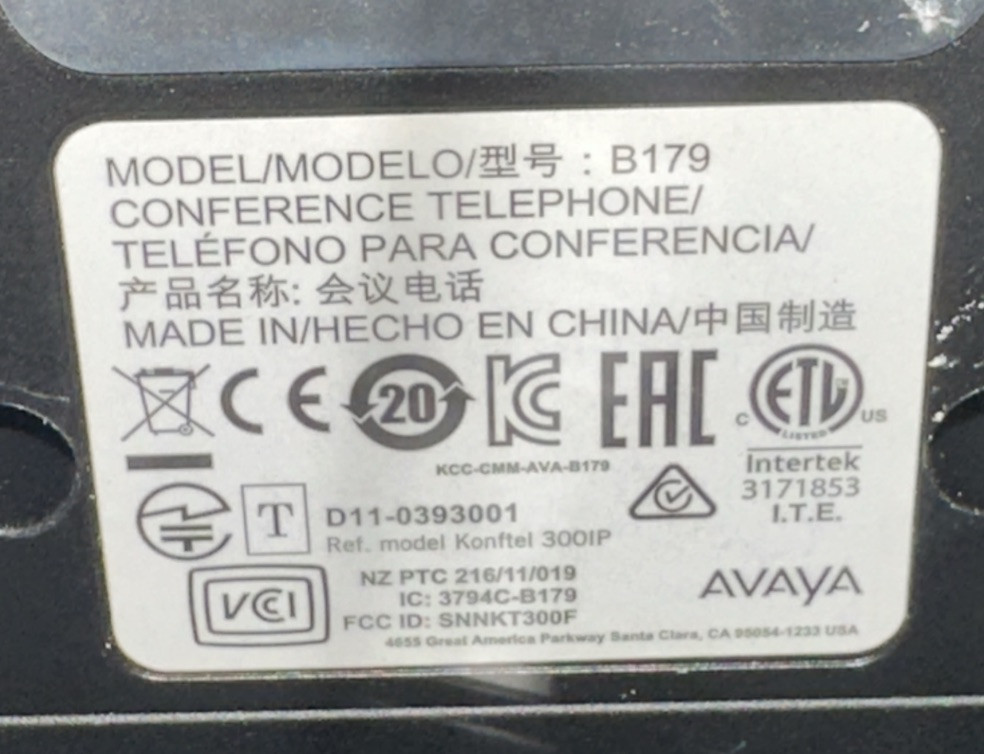 MODEL/MODELO/型号 : B179
CONFERENCE TELEPHONE/
TELÉFONO PARA CONFERENCIA/
产品名称: 会议电话
MADE IN/HECHO EN CHINA/中国制造
CE 20 KC EAC C ETL US
LISTED
KCC-CMM-AVA-B179
Intertek
3171853
I.T.E.
T D11-0393001
Ref. model Konftel 300IP
VCCI
NZ PTC 216/11/019
IC: 3794C-B179
FCC ID: SNNKT300F
AVAYA
4655 Great America Parkway Santa Clara, CA 95054-1233 USA